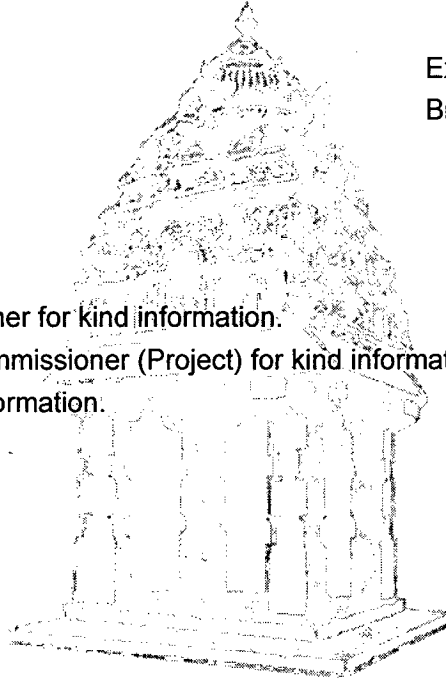 ner for kind information.
mmissioner (Project) for kind informat
ormation.